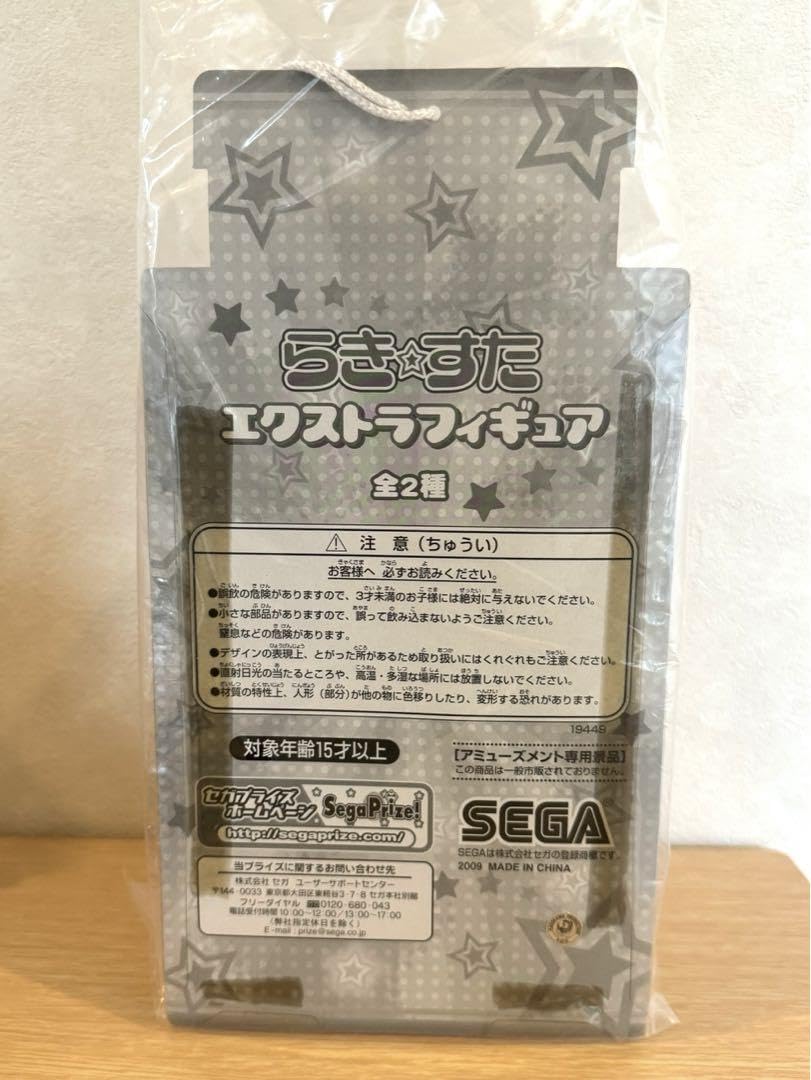 らき☆すた
エクストラフィギュア
全2種
⚠ 注 意（ちゅうい）
お客様へ 必ずお読みください。
●誤飲の危険がありますので、3才未満のお子様には絶対に与えないでください。
●小さな部品がありますので、誤って飲み込まないようご注意ください。
窒息などの危険があります。
●デザインの表現上、とがった所があるため取り扱いにはくれぐれもご注意ください。
●直射日光の当たるところや、高温・多湿な場所には放置しないでください。
●材質の特性上、人形（部分）が他の物に色移りしたり、変形する恐れがあります。
19449
対象年齢15才以上
［アミューズメント専用景品］
この商品は一般市販されておりません。
セガプライズ
ホームページ
SegaPrize!
http://segaprize.com/
SEGA
SEGAは株式会社セガの登録商標です。
2009 MADE IN CHINA
当プライズに関するお問い合わせ先
株式会社 セガ ユーザーサポートセンター
〒144-0033 東京都大田区東糀谷3-7-8 セガ本社別館
フリーダイヤル 0120-680-043
電話受付時間 10:00〜12:00/13:00〜17:00
（弊社指定休日を除く）
E-mail : prize@sega.co.jp